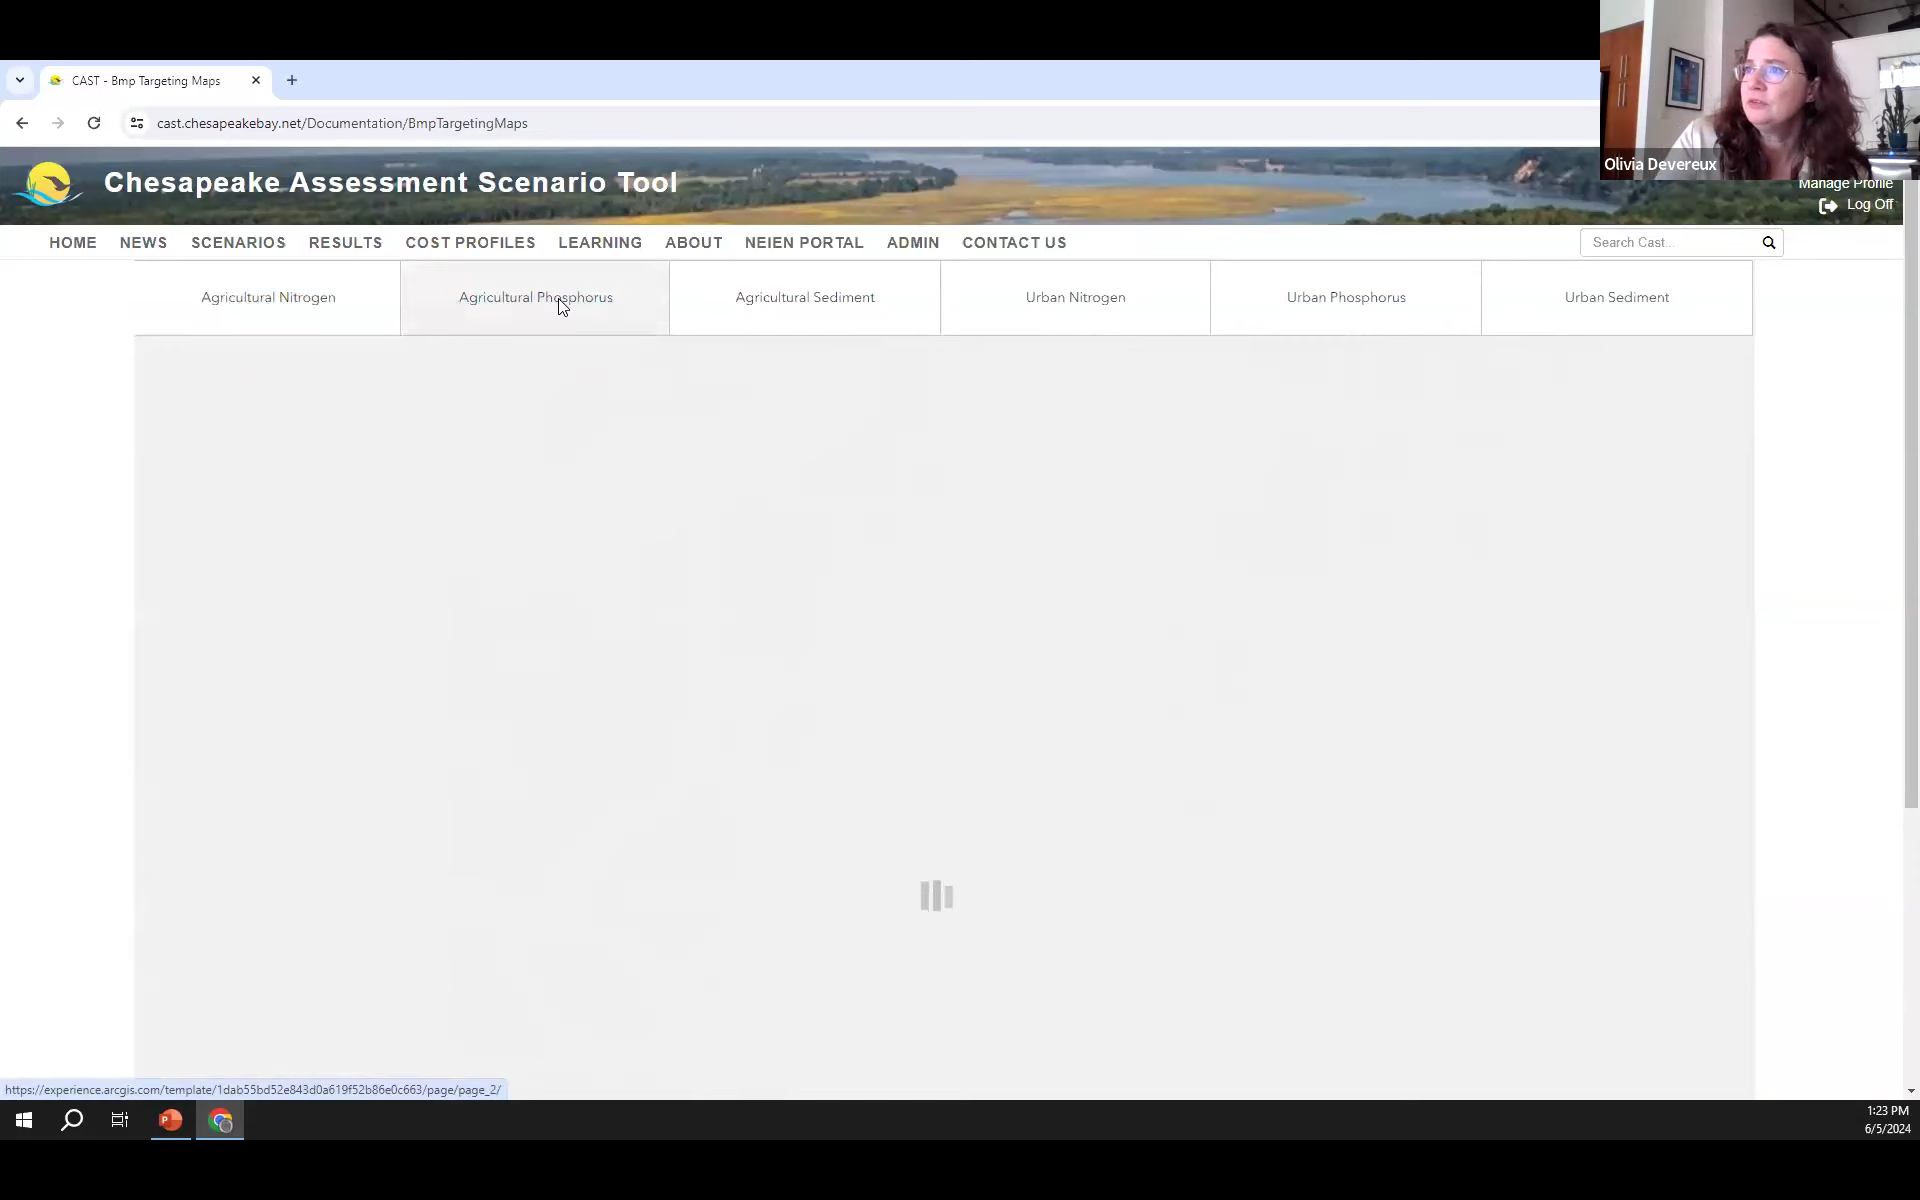 CAST - Bmp Targeting Maps
cast.chesapeakebay.net/Documentation/BmpTargetingMaps
Olivia Devereux
Chesapeake Assessment Scenario Tool
Manage Profile
Log Off
HOME NEWS SCENARIOS RESULTS COST PROFILES LEARNING ABOUT NEIEN PORTAL ADMIN CONTACT US
Search Cast...
Agricultural Nitrogen Agricultural Phosphorus Agricultural Sediment Urban Nitrogen Urban Phosphorus Urban Sediment
https://experience.arcgis.com/template/1dab55bd52e843d0a619f52b86e0c663/page/page_2/
P
1:23 PM
6/5/2024